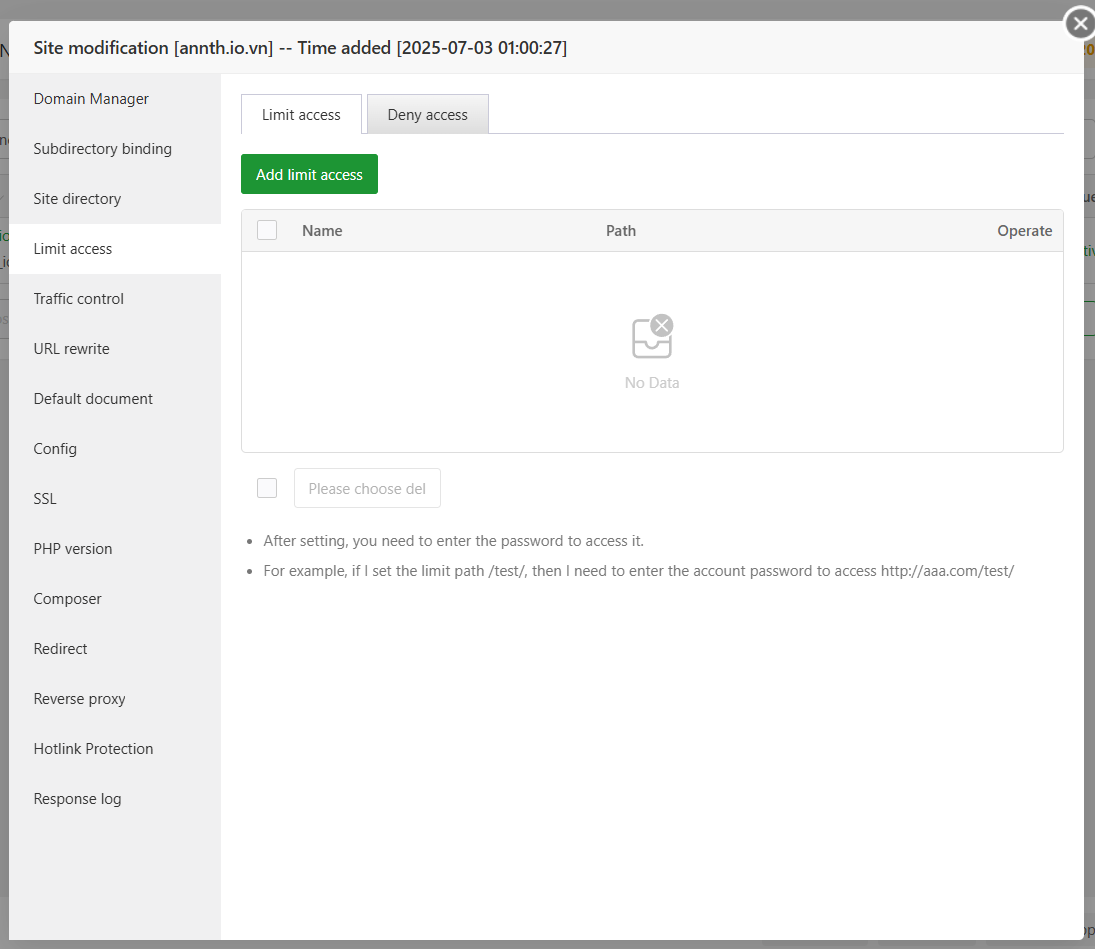 Site modification [annth.io.vn] -- Time added [2025-07-03 01:00:27]
Domain Manager
Subdirectory binding
Site directory
Limit access
Traffic control
URL rewrite
Default document
Config
SSL
PHP version
Composer
Redirect
Reverse proxy
Hotlink Protection
Response log
Limit access
Deny access
Add limit access
Name Path Operate
No Data
Please choose del
After setting, you need to enter the password to access it.
For example, if I set the limit path /test/, then I need to enter the account password to access http://aaa.com/test/